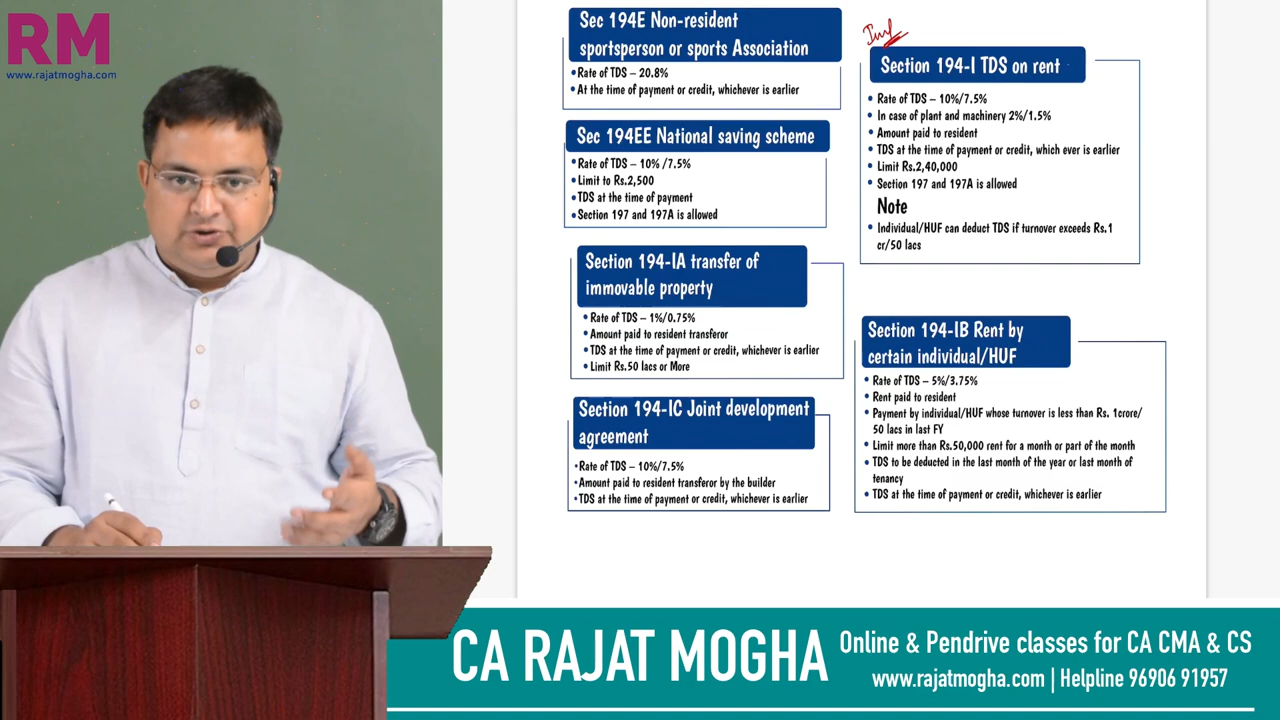 RM
www.rajatmogha.com
Sec 194E Non-resident
sportsperson or sports Association
•Rate of TDS – 20.8%
•At the time of payment or credit, whichever is earlier
Sec 194EE National saving scheme
•Rate of TDS – 10% /7.5%
•Limit to Rs.2,500
•TDS at the time of payment
•Section 197 and 197A is allowed
Section 194-IA transfer of
immovable property
• Rate of TDS – 1%/0.75%
• Amount paid to resident transferor
• TDS at the time of payment or credit, whichever is earlier
• Limit Rs.50 lacs or More
Section 194-IC Joint development
agreement
•Rate of TDS – 10%/7.5%
•Amount paid to resident transferor by the builder
•TDS at the time of payment or credit, whichever is earlier
Section 194-I TDS on rent
• Rate of TDS – 10%/7.5%
• In case of plant and machinery 2%/1.5%
• Amount paid to resident
• TDS at the time of payment or credit, which ever is earlier
• Limit Rs.2,40,000
• Section 197 and 197A is allowed
Note
• Individual/HUF can deduct TDS if turnover exceeds Rs.1
cr/50 lacs
Section 194-IB Rent by
certain individual/HUF
• Rate of TDS – 5%/3.75%
• Rent paid to resident
• Payment by individual/HUF whose turnover is less than Rs. 1crore/
50 lacs in last FY
• Limit more than Rs.50,000 rent for a month or part of the month
• TDS to be deducted in the last month of the year or last month of
tenancy
• TDS at the time of payment or credit, whichever is earlier
CA RAJAT MOGHA
Online & Pendrive classes for CA CMA & CS
www.rajatmogha.com | Helpline 96906 91957